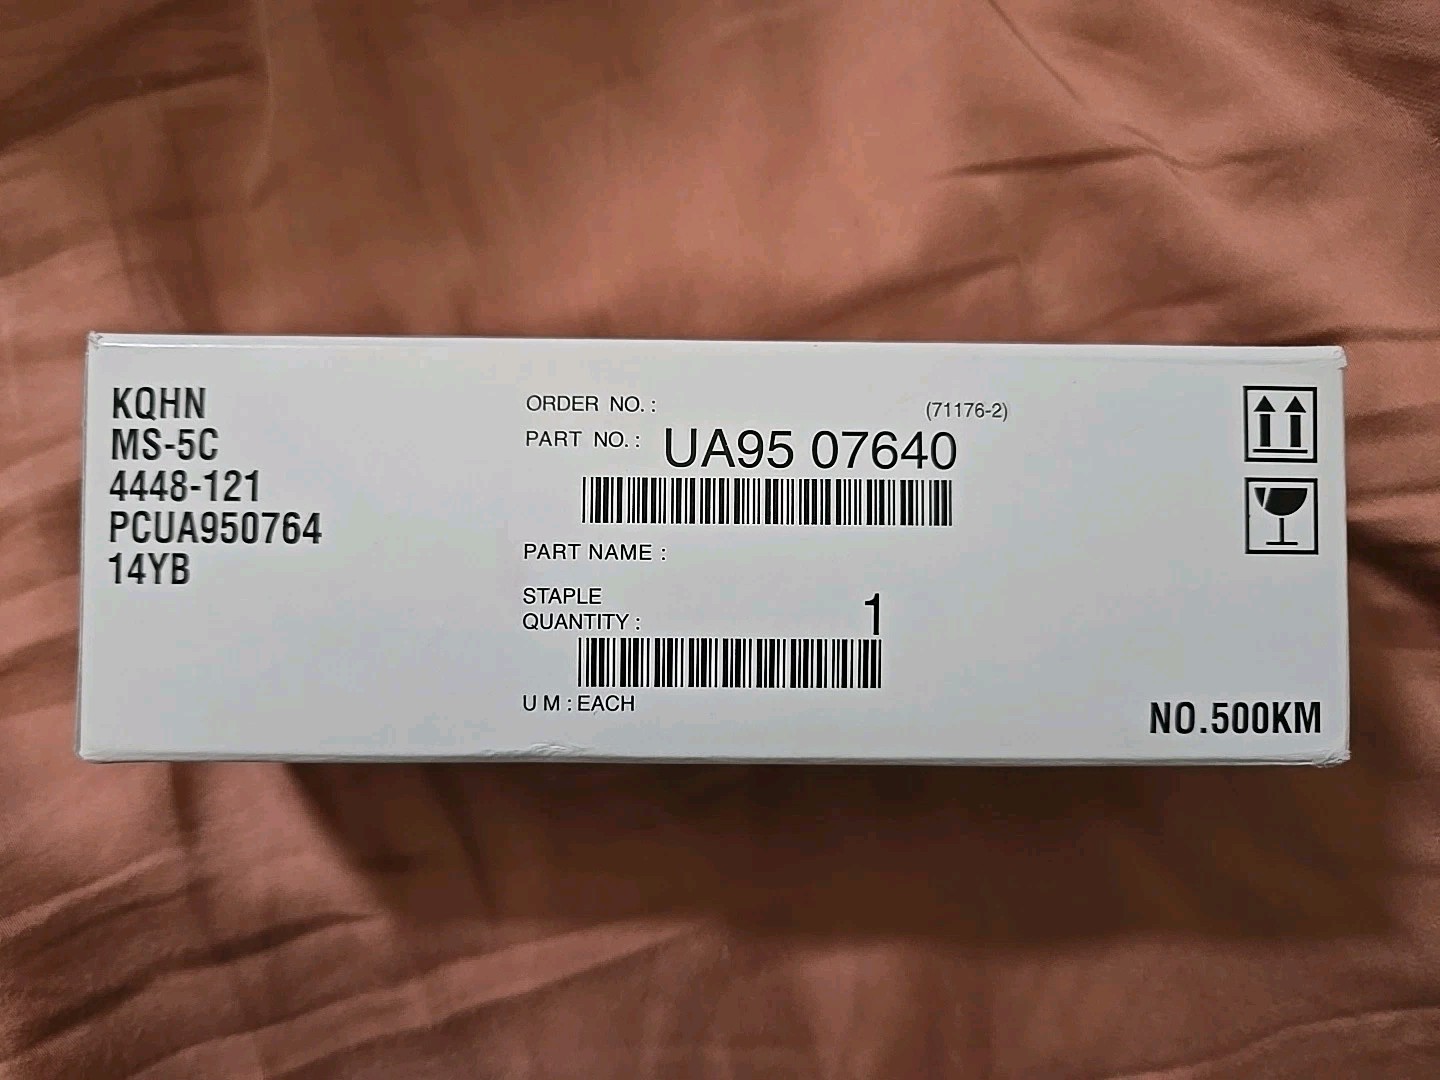 KQHN
MS-5C
4448-121
PCUA950764
14YB
ORDER NO. :
(71176-2)
PART NO. : UA95 07640
PART NAME :
STAPLE
QUANTITY : 1
U M : EACH
NO.500KM